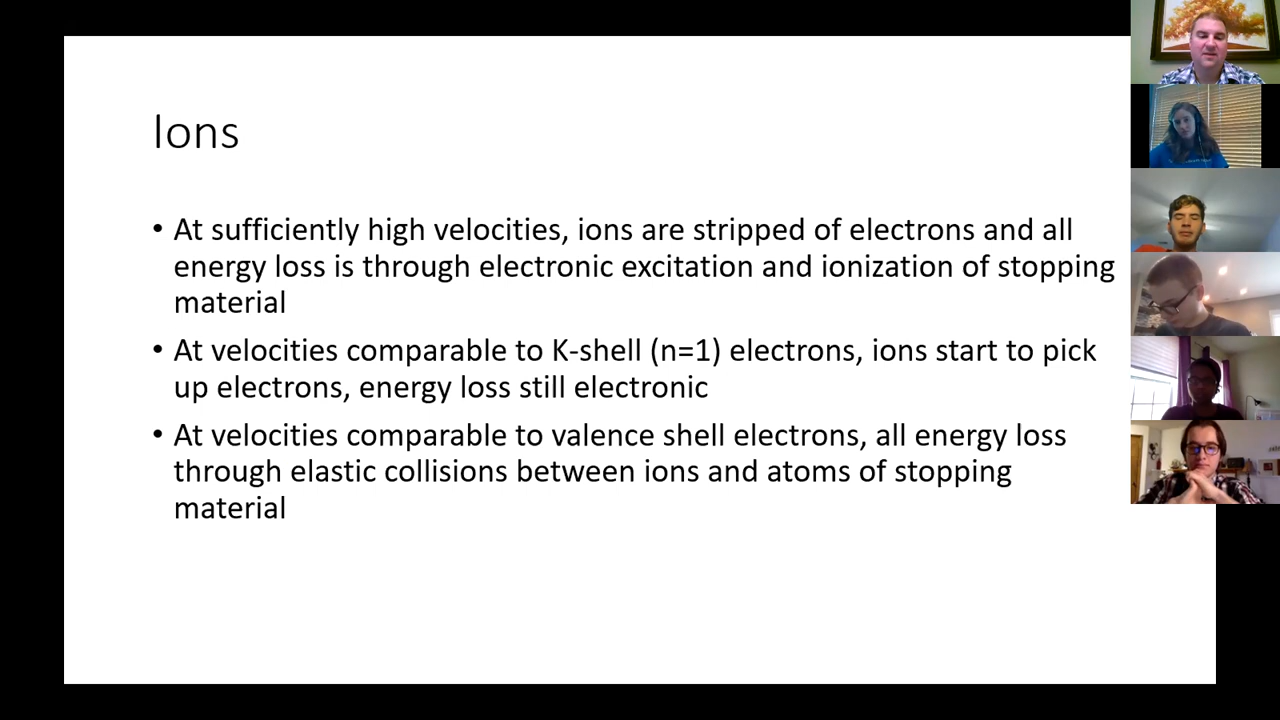 Ions
• At sufficiently high velocities, ions are stripped of electrons and all
energy loss is through electronic excitation and ionization of stopping
material
• At velocities comparable to K-shell (n=1) electrons, ions start to pick
up electrons, energy loss still electronic
• At velocities comparable to valence shell electrons, all energy loss
through elastic collisions between ions and atoms of stopping
material